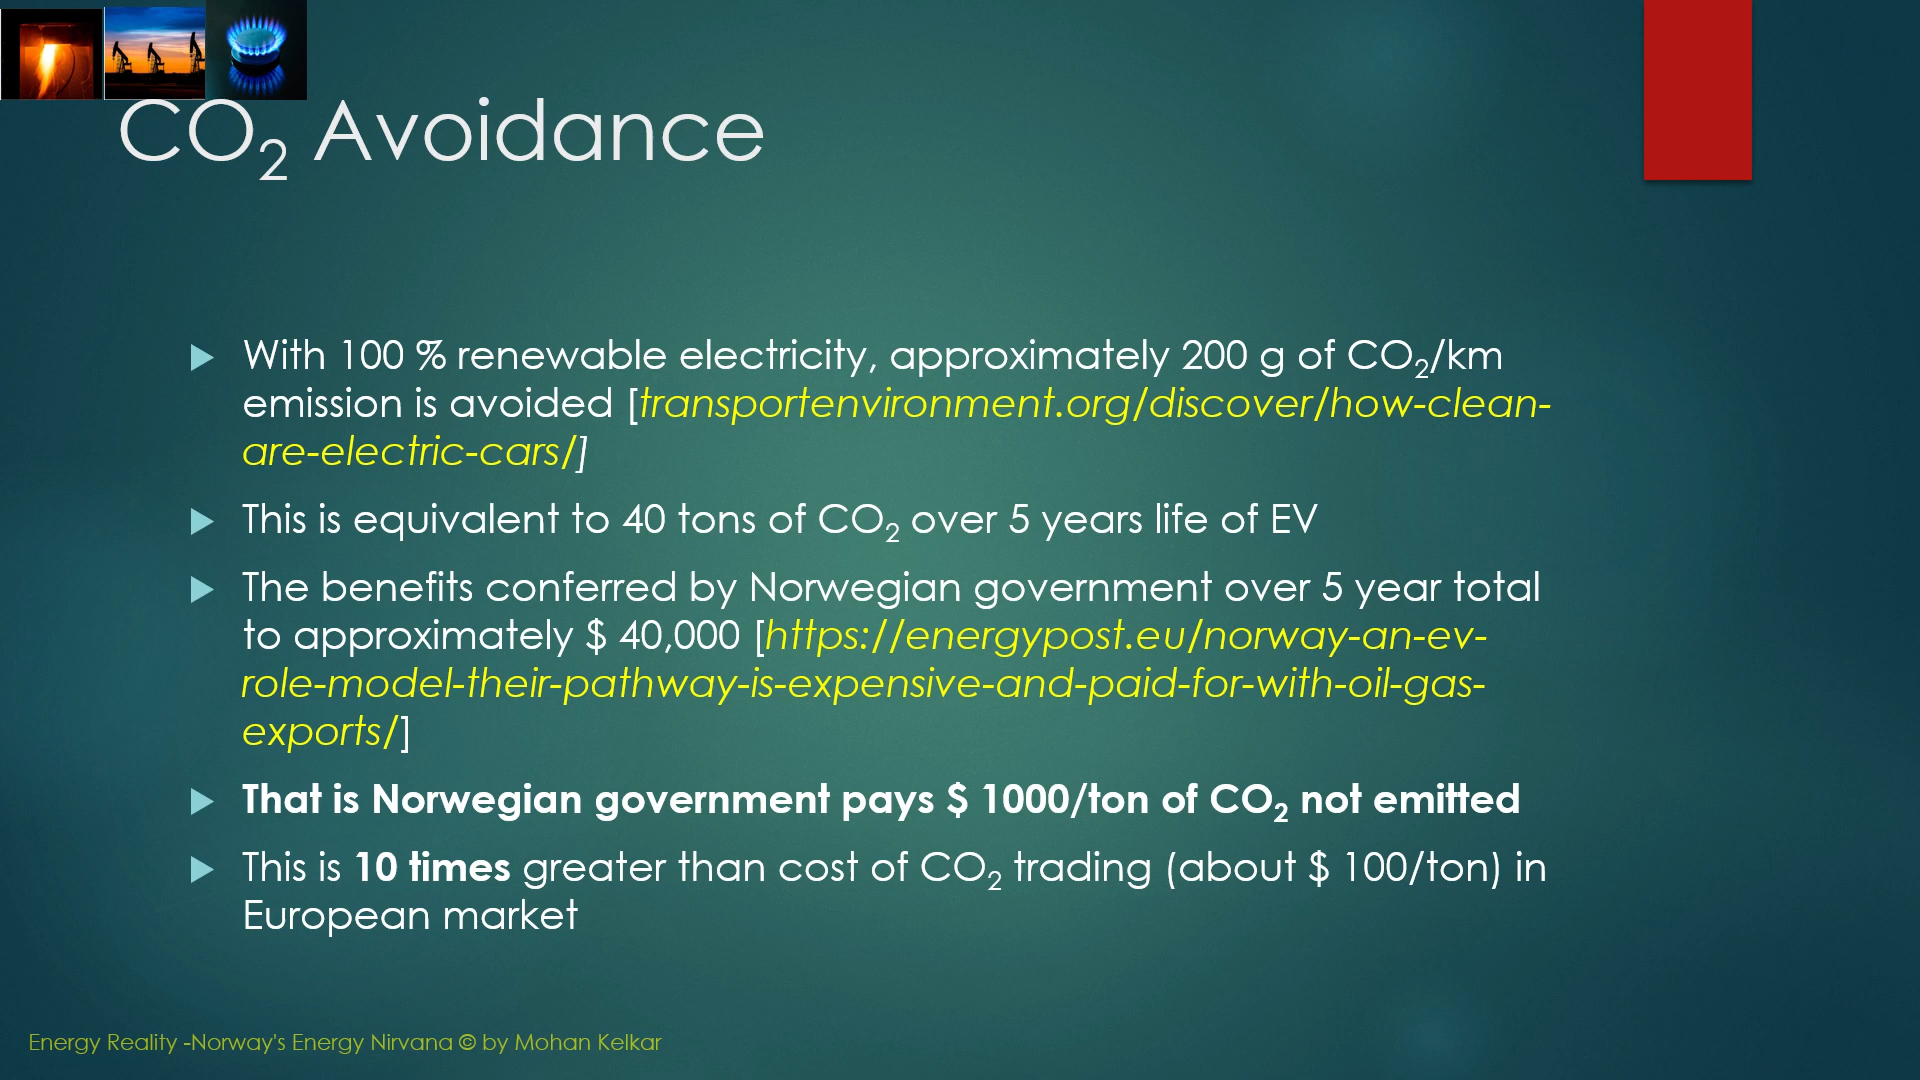 CO₂ Avoidance
With 100 % renewable electricity, approximately 200 g of CO₂/km
emission is avoided [transportenvironment.org/discover/how-clean-
are-electric-cars/]
This is equivalent to 40 tons of CO₂ over 5 years life of EV
The benefits conferred by Norwegian government over 5 year total
to approximately $ 40,000 [https://energypost.eu/norway-an-ev-
role-model-their-pathway-is-expensive-and-paid-for-with-oil-gas-
exports/]
That is Norwegian government pays $ 1000/ton of CO₂ not emitted
This is 10 times greater than cost of CO₂ trading (about $ 100/ton) in
European market
Energy Reality -Norway's Energy Nirvana © by Mohan Kelkar